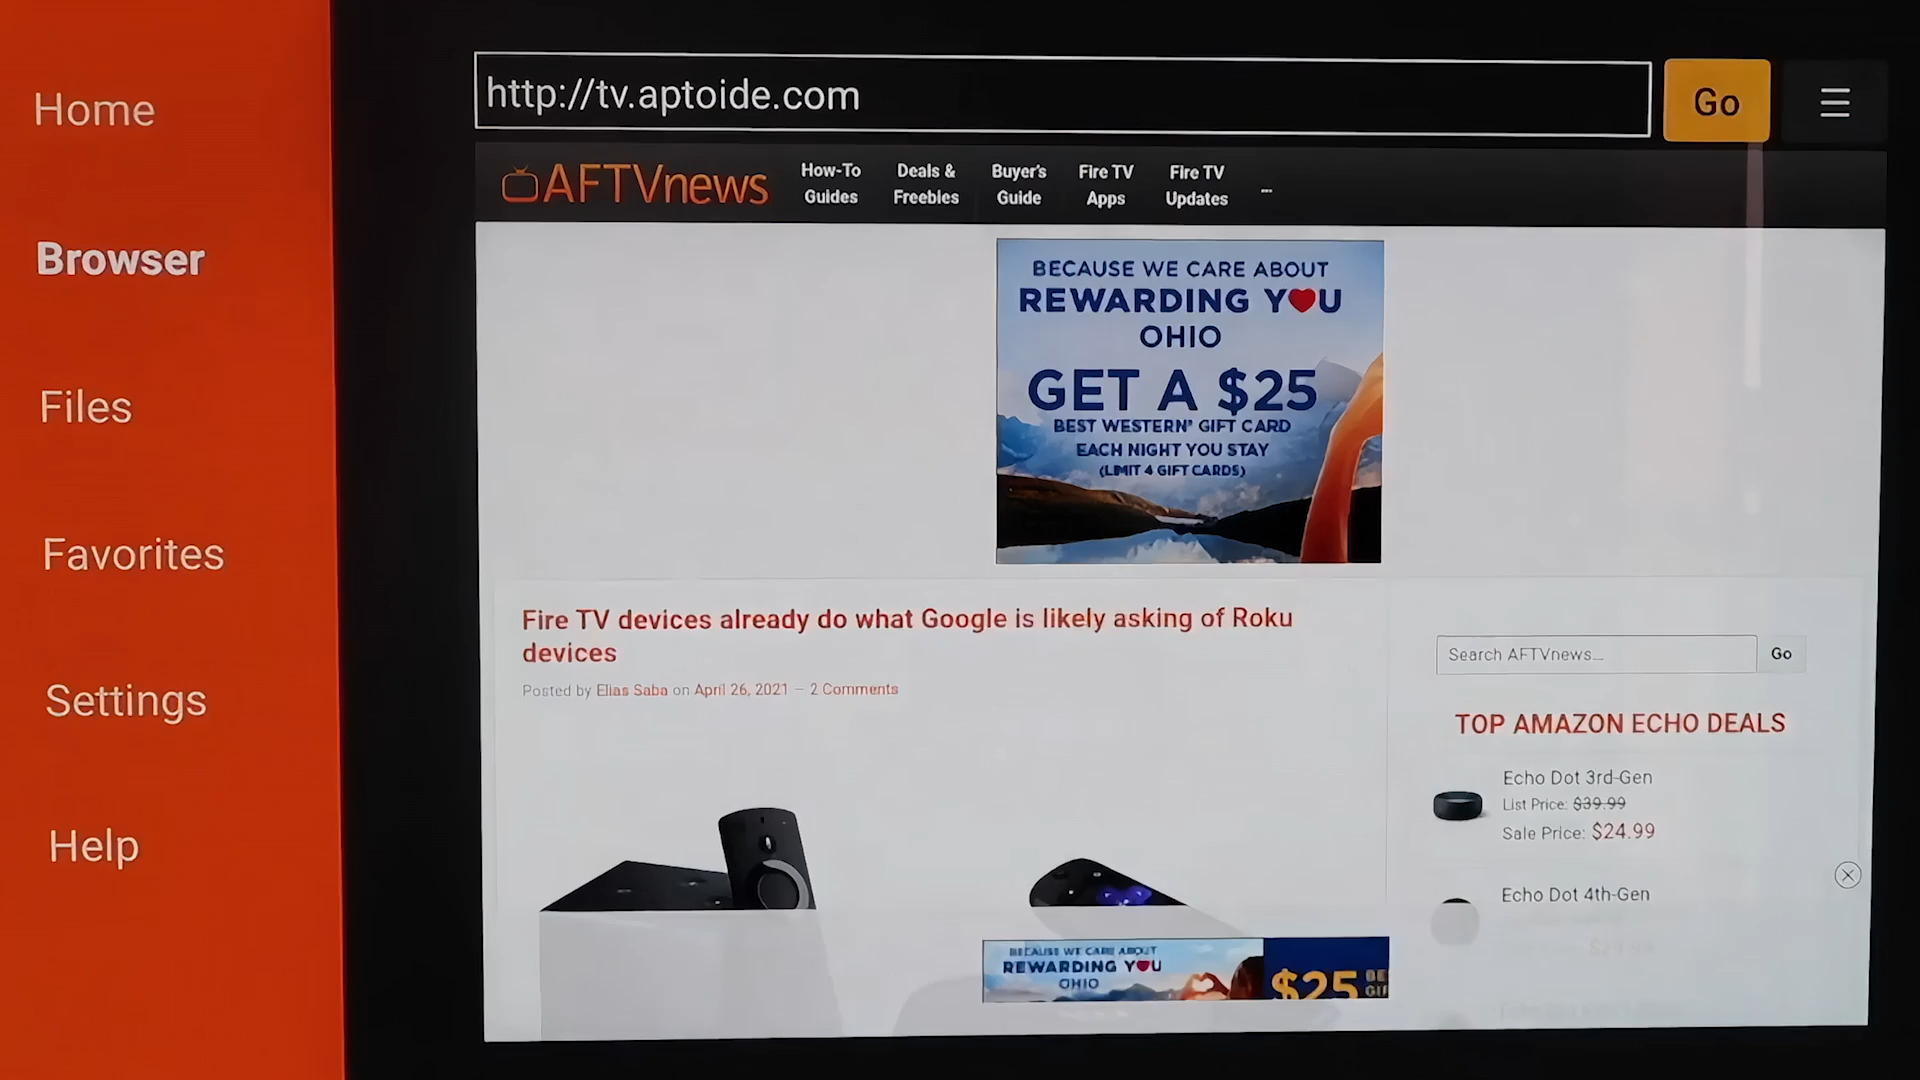 Home
Browser
Files
Favorites
Settings
Help
http://tv.aptoide.com
Go
AFTVnews
How-To
Guides
Deals &
Freebles
Buyer's
Guide
Fire TV
Apps
Fire TV
Updates
...
BECAUSE WE CARE ABOUT
REWARDING YOU
OHIO
GET A $25
BEST WESTERN® GIFT CARD
EACH NIGHT YOU STAY
(LIMIT 4 GIFT CARDS)
Fire TV devices already do what Google is likely asking of Roku
devices
Posted by Elias Saba on April 26, 2021 — 2 Comments
Search AFTVnews...
Go
TOP AMAZON ECHO DEALS
Echo Dot 3rd-Gen
List Price: $39.99
Sale Price: $24.99
Echo Dot 4th-Gen
BECAUSE WE CARE ABOUT
REWARDING YOU
OHIO
$25
BE
GIF